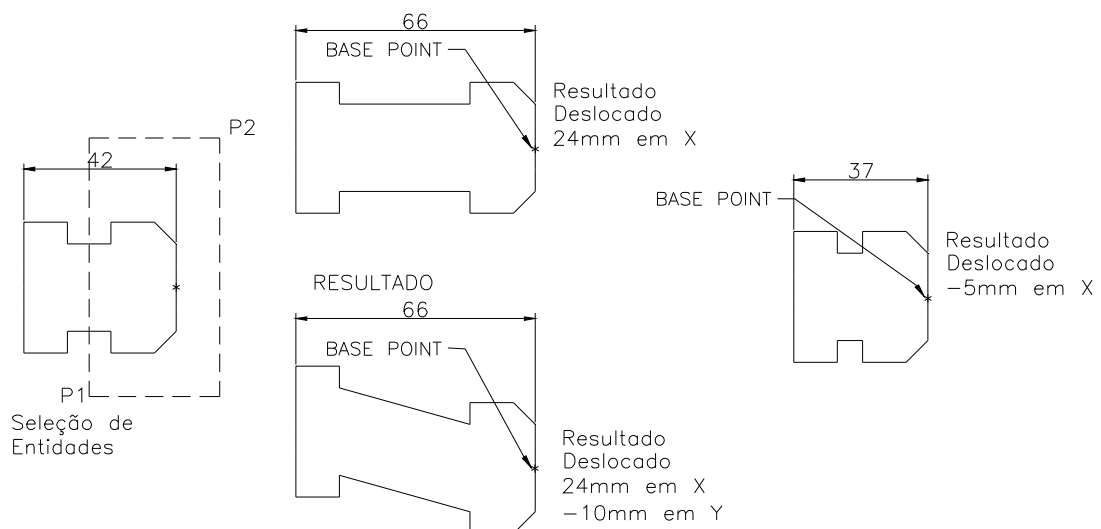 66
BASE POINT
Resultado
Deslocado
24mm em X
P2
42
P1
Seleção de
Entidades
RESULTADO
66
BASE POINT
Resultado
Deslocado
24mm em X
-10mm em Y
37
BASE POINT
Resultado
Deslocado
-5mm em X